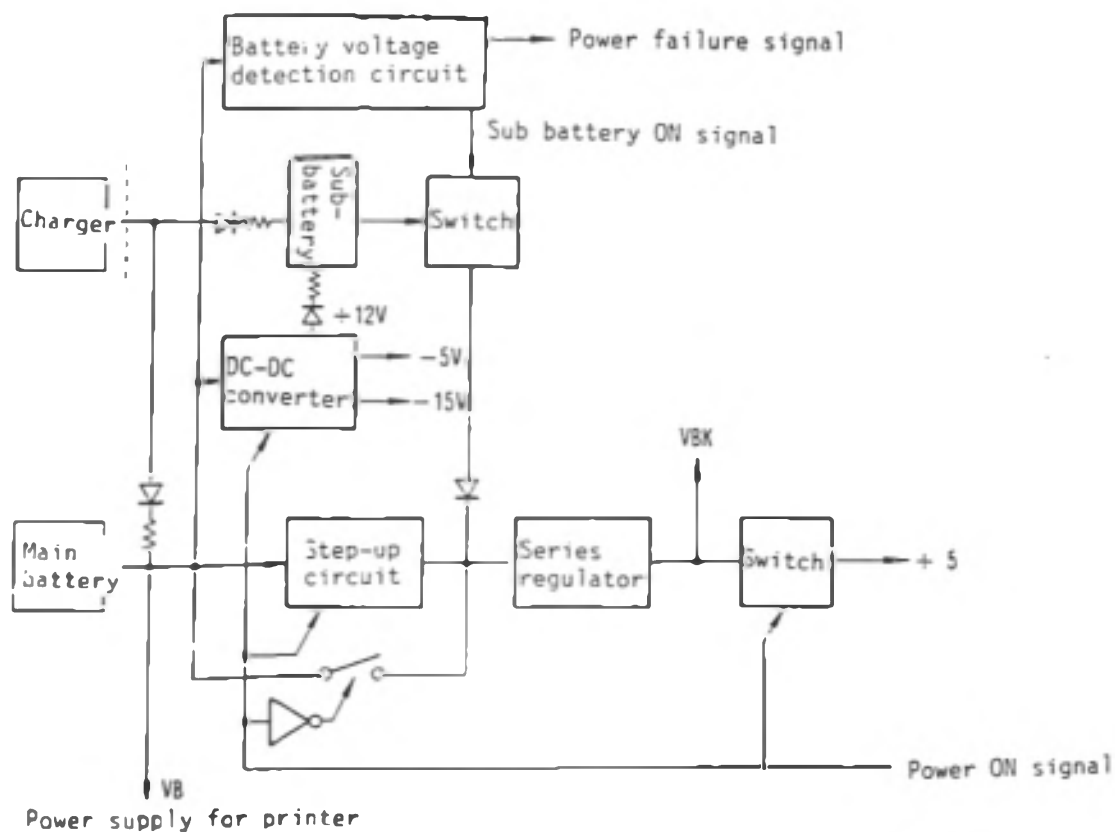 Battery voltage
detection circuit
Power failure signal
Sub battery ON signal
Charger
Sub-
battery
Switch
+12V
DC-DC
converter
-5V
-15V
VBK
Main
battery
Step-up
circuit
Series
regulator
Switch
+ 5
Power ON signal
VB
Power supply for printer